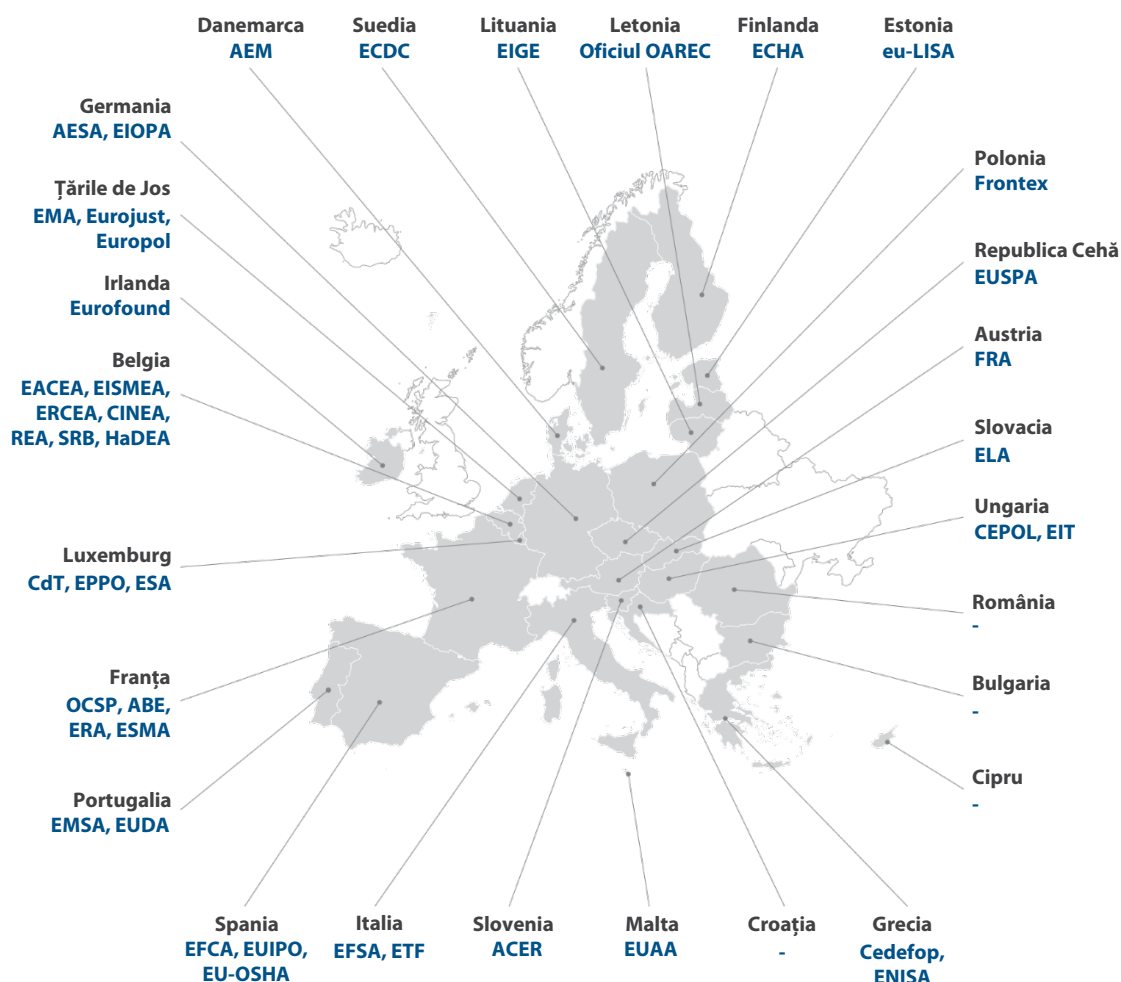 Danemarca
AEM
Suedia
ECDC
Lituania
EIGE
Letonia
Oficiul OAREC
Finlanda
ECHA
Estonia
eu-LISA
Germania
AESA, EIOPA
Țările de Jos
EMA, Eurojust,
Europol
Irlanda
Eurofound
Belgia
EACEA, EISMEA,
ERCEA, CINEA,
REA, SRB, HaDEA
Luxemburg
CdT, EPPO, ESA
Franța
OCSP, ABE,
ERA, ESMA
Portugalia
EMSA, EUDA
Polonia
Frontex
Republica Cehă
EUSPA
Austria
FRA
Slovacia
ELA
Ungaria
CEPOL, EIT
România
-
Bulgaria
-
Cipru
-
Spania
EFCA, EUIPO,
EU-OSHA
Italia
EFSA, ETF
Slovenia
ACER
Malta
EUAA
Croația
-
Grecia
Cedefop,
ENISA